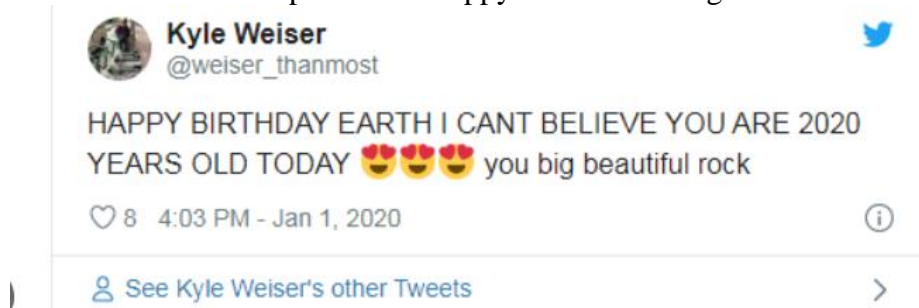 Kyle Weiser
@weiser_thanmost
HAPPY BIRTHDAY EARTH I CANT BELIEVE YOU ARE 2020
YEARS OLD TODAY 😍😍😍 you big beautiful rock
♡ 8 4:03 PM - Jan 1, 2020
See Kyle Weiser's other Tweets